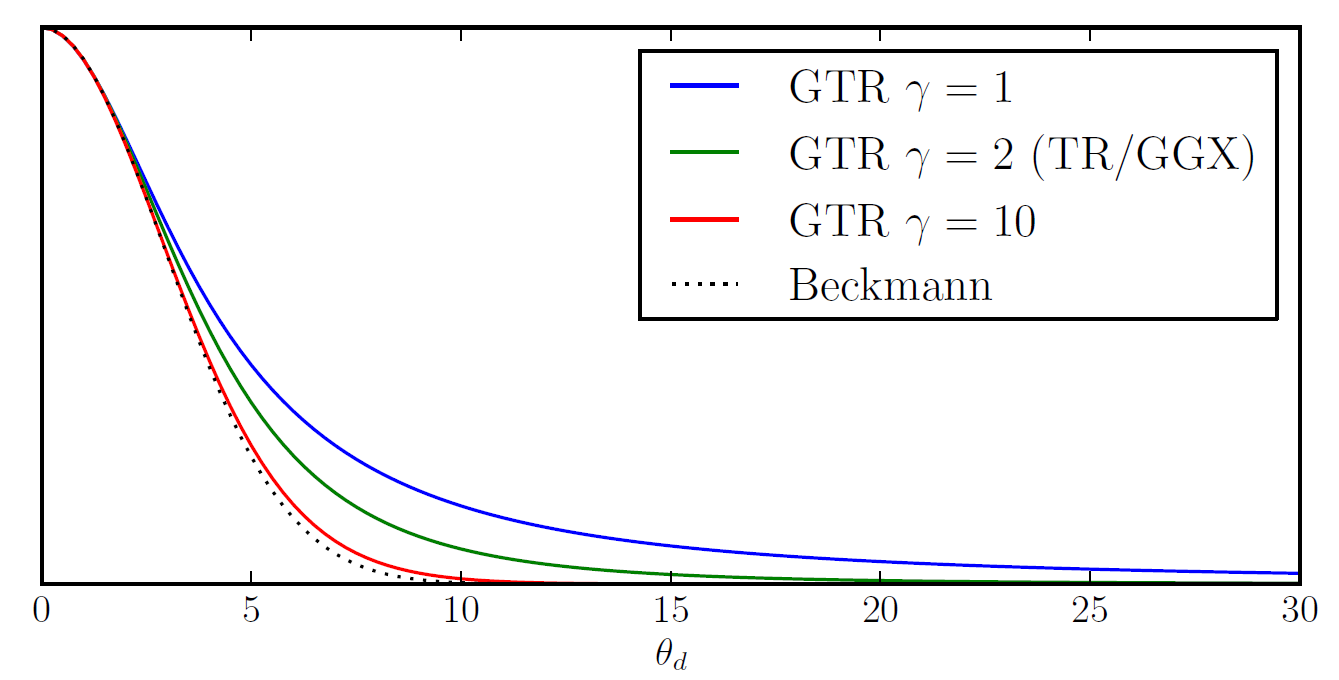 GTR γ = 1
GTR γ = 2 (TR/GGX)
GTR γ = 10
Beckmann
0 5 10 15 20 25 30
θd